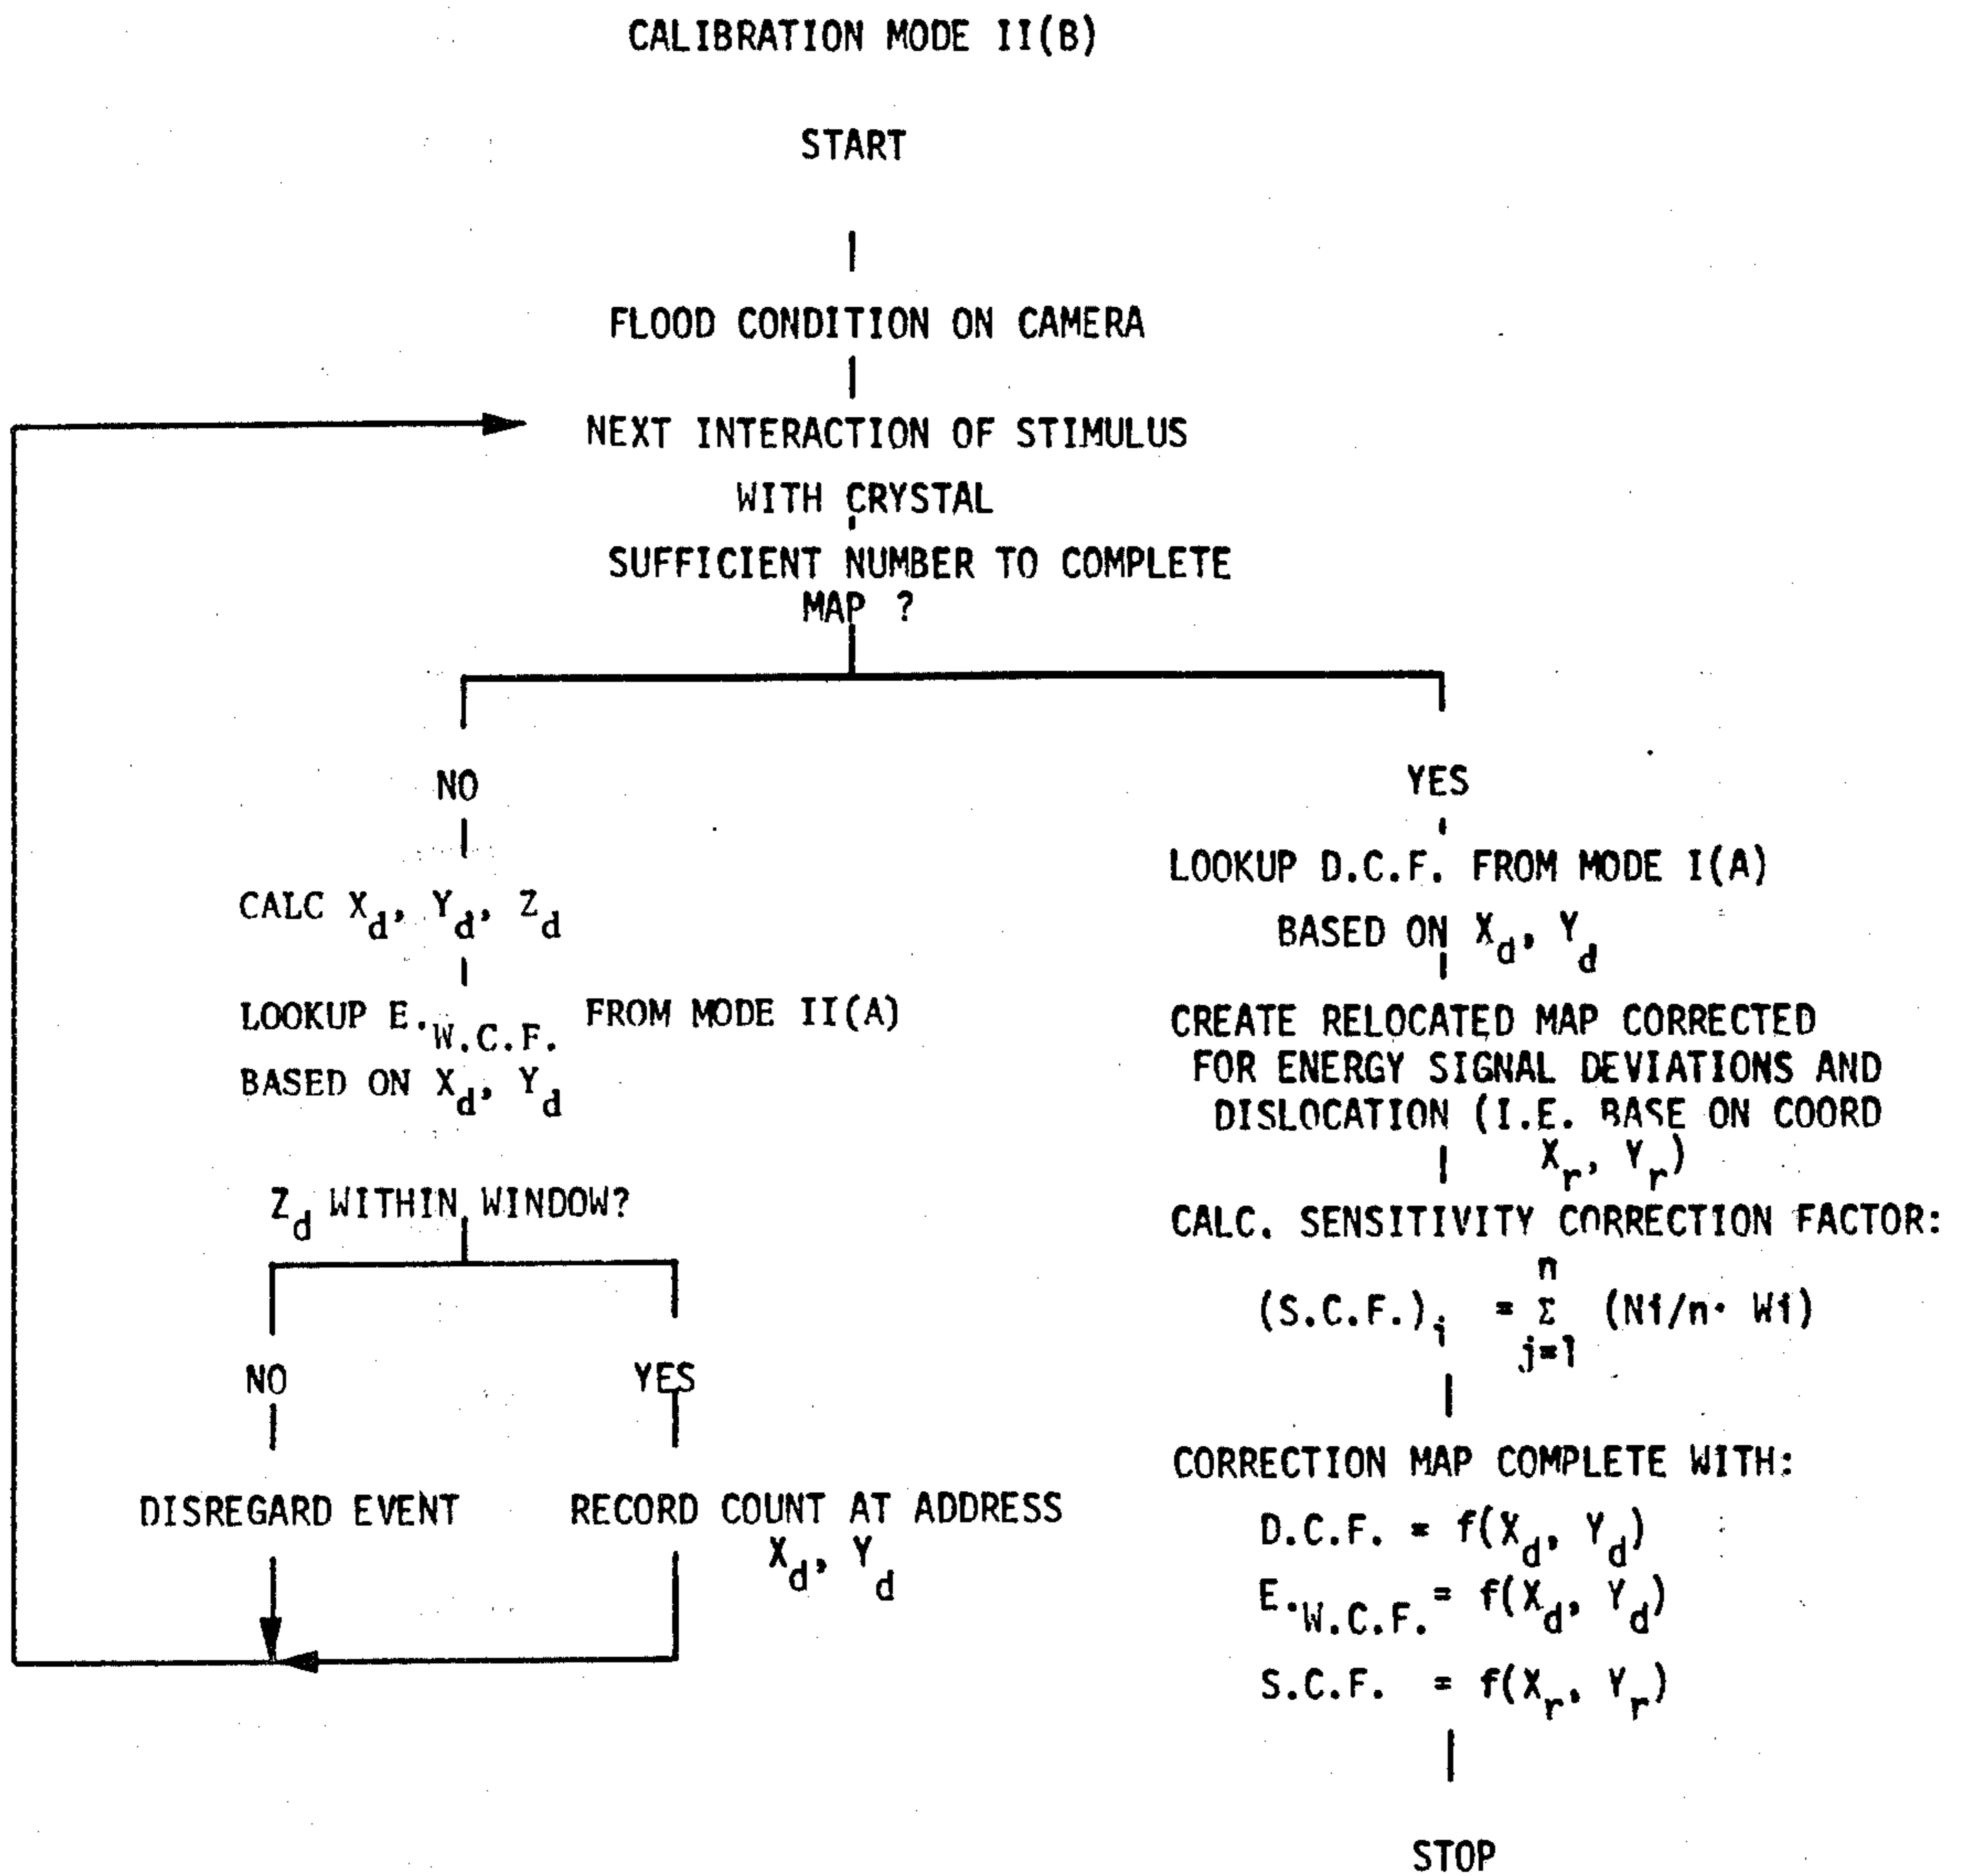 CALIBRATION MODE II(B)
START
FLOOD CONDITION ON CAMERA
NEXT INTERACTION OF STIMULUS
WITH CRYSTAL
SUFFICIENT NUMBER TO COMPLETE
MAP ?
NO
CALC Xd, Yd, Zd
LOOKUP E.W.C.F. FROM MODE II(A)
BASED ON Xd, Yd
Zd WITHIN WINDOW?
NO
DISREGARD EVENT
YES
RECORD COUNT AT ADDRESS
Xd, Yd
YES
LOOKUP D.C.F. FROM MODE I(A)
BASED ON Xd, Yd
CREATE RELOCATED MAP CORRECTED
FOR ENERGY SIGNAL DEVIATIONS AND
DISLOCATION (I.E. BASE ON COORD
Xr, Yr)
CALC. SENSITIVITY CORRECTION FACTOR:
n
(S.C.F.)i = Σ (Ni/n· Wi)
j=1
CORRECTION MAP COMPLETE WITH:
D.C.F. = f(Xd, Yd)
E.W.C.F. = f(Xd, Yd)
S.C.F. = f(Xr, Yr)
STOP